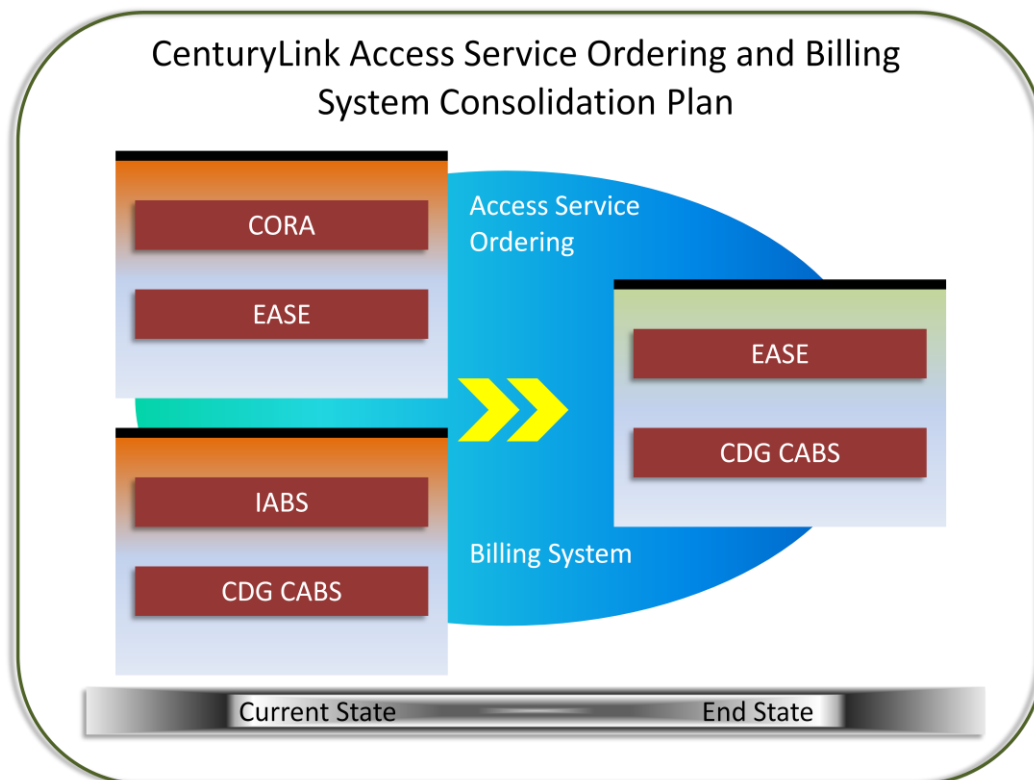 CenturyLink Access Service Ordering and Billing
System Consolidation Plan
CORA
EASE
Access Service
Ordering
IABS
CDG CABS
Billing System
EASE
CDG CABS
Current State
End State